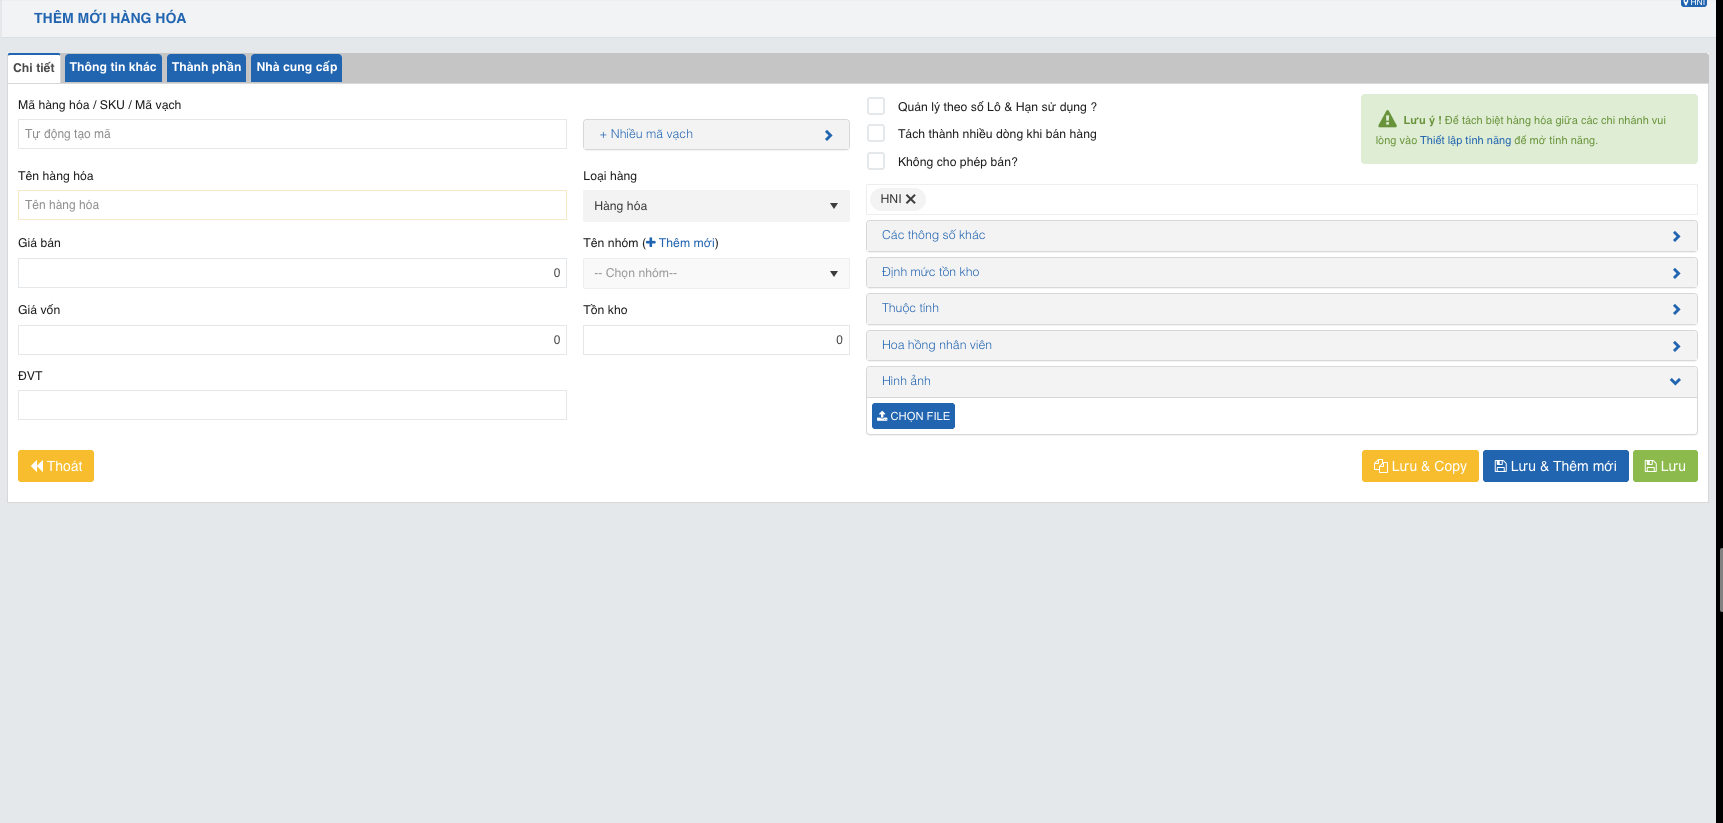 HNI
THÊM MỚI HÀNG HÓA
Chi tiết
Thông tin khác
Thành phần
Nhà cung cấp
Mã hàng hóa / SKU / Mã vạch
Tự động tạo mã
+ Nhiều mã vạch
Tên hàng hóa
Tên hàng hóa
Loại hàng
Hàng hóa
Giá bán
0
Tên nhóm (+ Thêm mới)
-- Chọn nhóm--
Giá vốn
0
Tồn kho
0
ĐVT
Quản lý theo số Lô & Hạn sử dụng ?
Tách thành nhiều dòng khi bán hàng
Không cho phép bán?
Lưu ý ! Để tách biệt hàng hóa giữa các chi nhánh vui
lòng vào Thiết lập tính năng để mở tính năng.
HNI
Các thông số khác
Định mức tồn kho
Thuộc tính
Hoa hồng nhân viên
Hình ảnh
CHỌN FILE
Thoát
Lưu & Copy
Lưu & Thêm mới
Lưu